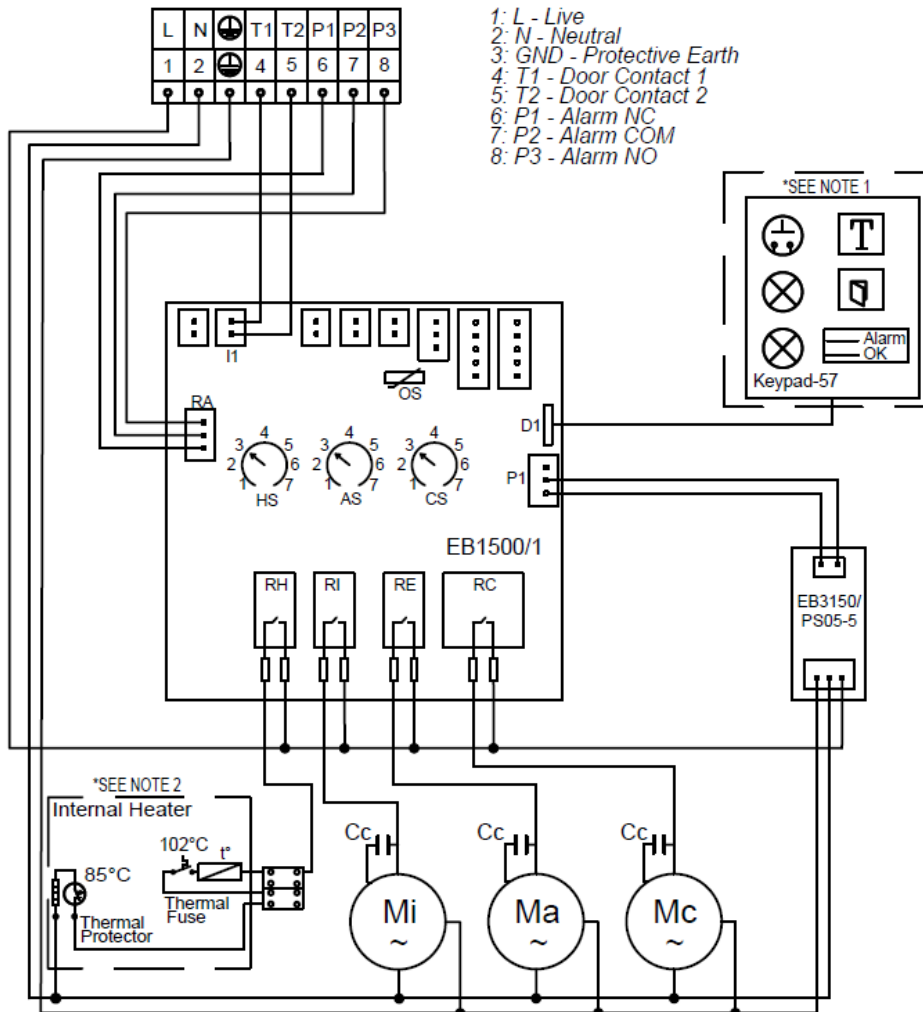 L N T1 T2 P1 P2 P3
1 2 4 5 6 7 8
1: L - Live
2: N - Neutral
3: GND - Protective Earth
4: T1 - Door Contact 1
5: T2 - Door Contact 2
6: P1 - Alarm NC
7: P2 - Alarm COM
8: P3 - Alarm NO
*SEE NOTE 1
T
Alarm
OK
Keypad-57
I1
OS
RA
D1
P1
1 2 3 4 5 6 7
HS
1 2 3 4 5 6 7
AS
1 2 3 4 5 6 7
CS
EB1500/1
RH RI RE RC
EB3150/
PS05-5
*SEE NOTE 2
Internal Heater
102°C
t°
85°C
Thermal
Fuse
Thermal
Protector
Cc Cc Cc
Mi
~
Ma
~
Mc
~